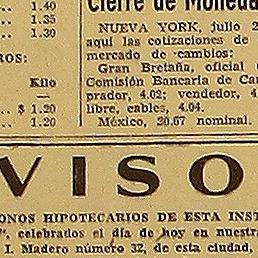 .. 1.40
.. 1.35
.. 1.30
ROS:
Kilo
—
.. $ 1.20
.. 1.20
Cierre de Moneda
NUEVA YORK, julio 2
aquí las cotizaciones de
mercado de cambios:
Gran Bretaña, oficial
Comisión Bancaria de Ca
prador, 4.02; vendedor, 4
libre, cables, 4.04.
México, 20.67 nominal.
VISO
ONOS HIPOTECARIOS DE ESTA INST
", celebrados el día de hoy en nuestra
I. Madero número 32, de esta ciudad,